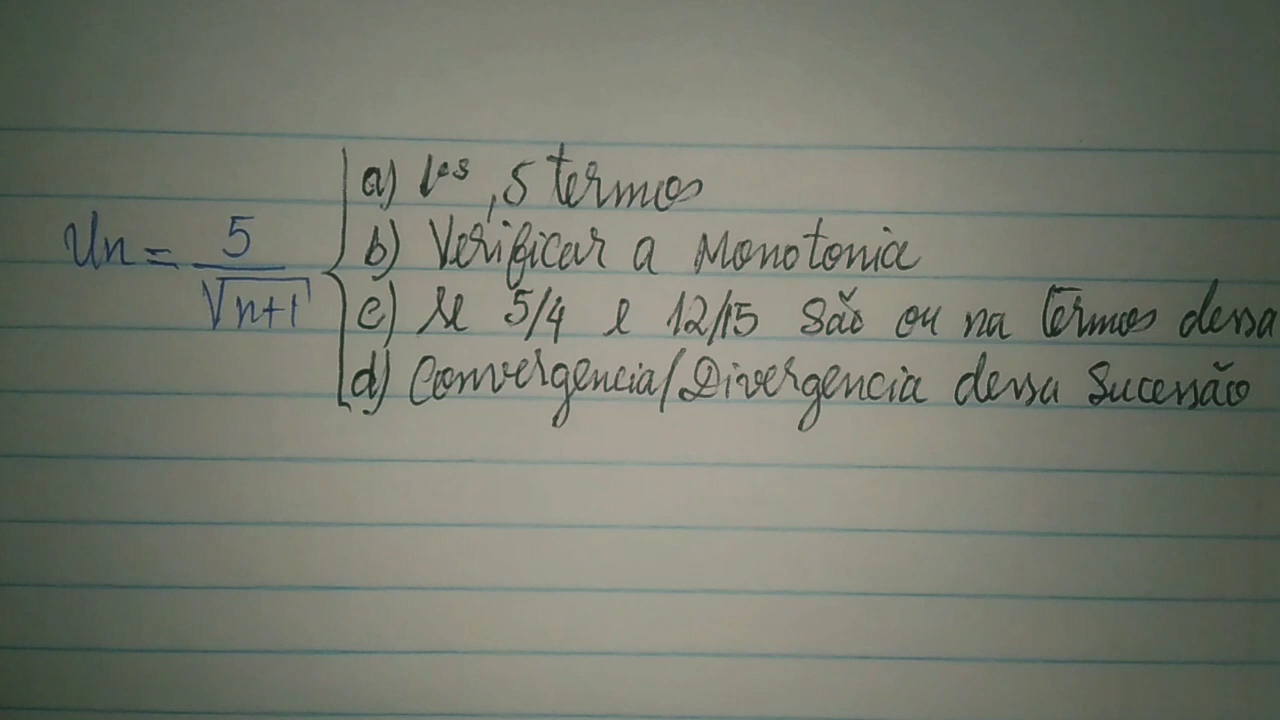 Un = 5/√n+1
a) 1os, 5 termos
b) Verificar a Monotonia
c) se 5/4 e 12/15 são ou na termos dessa
d) Convergencia/Divergencia dessa Sucessão